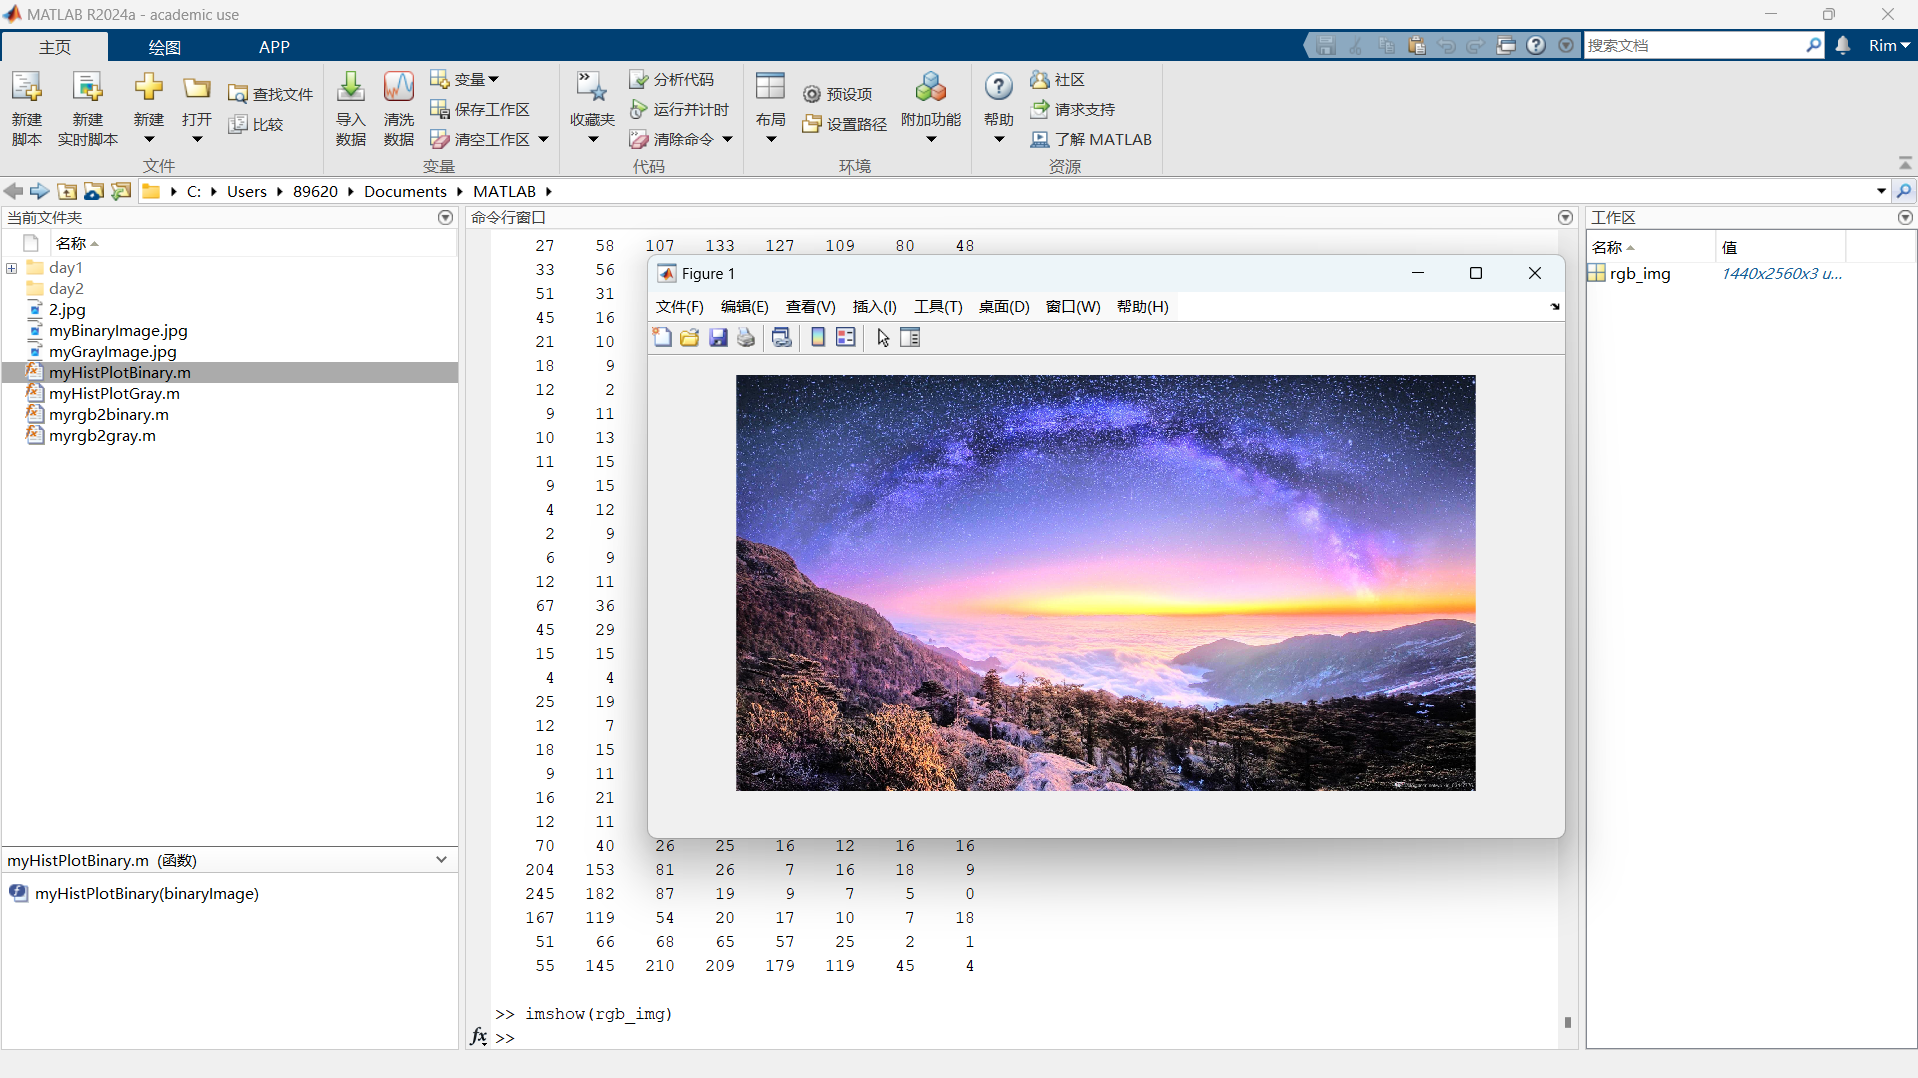 MATLAB R2024a - academic use
主页 绘图 APP
搜索文档 Rim
新建 脚本
新建 实时脚本
新建
打开
查找文件
比较
文件
导入 数据
清洗 数据
变量
保存工作区
清空工作区
变量
收藏夹
分析代码
运行并计时
清除命令
代码
布局
预设项
设置路径
附加功能
环境
帮助
社区
请求支持
了解 MATLAB
资源
C: Users 89620 Documents MATLAB
当前文件夹
名称
day1
day2
2.jpg
myBinaryImage.jpg
myGrayImage.jpg
myHistPlotBinary.m
myHistPlotGray.m
myrgb2binary.m
myrgb2gray.m
myHistPlotBinary.m (函数)
myHistPlotBinary(binaryImage)
命令行窗口
27 58 107 133 127 109 80 48
33 56
51 31
45 16
21 10
18 9
12 2
9 11
10 13
11 15
9 15
4 12
2 9
6 9
12 11
67 36
45 29
15 15
4 4
25 19
12 7
18 15
9 11
16 21
12 11
70 40 26 25 16 12 16 16
204 153 81 26 7 16 18 9
245 182 87 19 9 7 5 0
167 119 54 20 17 10 7 18
51 66 68 65 57 25 2 1
55 145 210 209 179 119 45 4
>> imshow(rgb_img)
fx >>
Figure 1
文件(F) 编辑(E) 查看(V) 插入(I) 工具(T) 桌面(D) 窗口(W) 帮助(H)
工作区
名称 值
rgb_img 1440x2560x3 u...